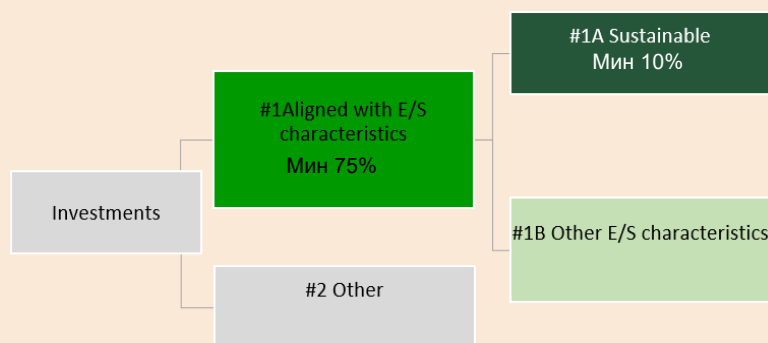 #1A Sustainable
Мин 10%
#1Aligned with E/S
characteristics
Мин 75%
Investments
#1B Other E/S characteristics
#2 Other